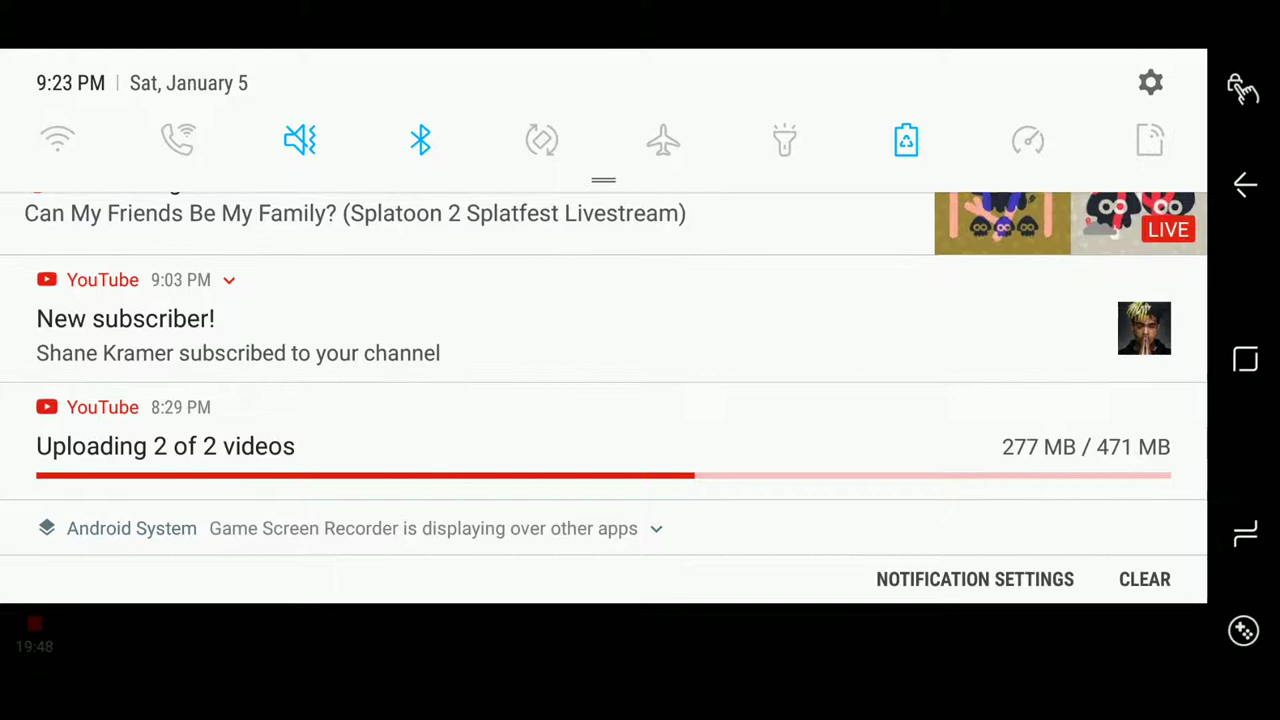 9:23 PM | Sat, January 5
Can My Friends Be My Family? (Splatoon 2 Splatfest Livestream)
LIVE
YouTube 9:03 PM
New subscriber!
Shane Kramer subscribed to your channel
YouTube 8:29 PM
Uploading 2 of 2 videos 277 MB / 471 MB
Android System Game Screen Recorder is displaying over other apps
NOTIFICATION SETTINGS CLEAR
19:48